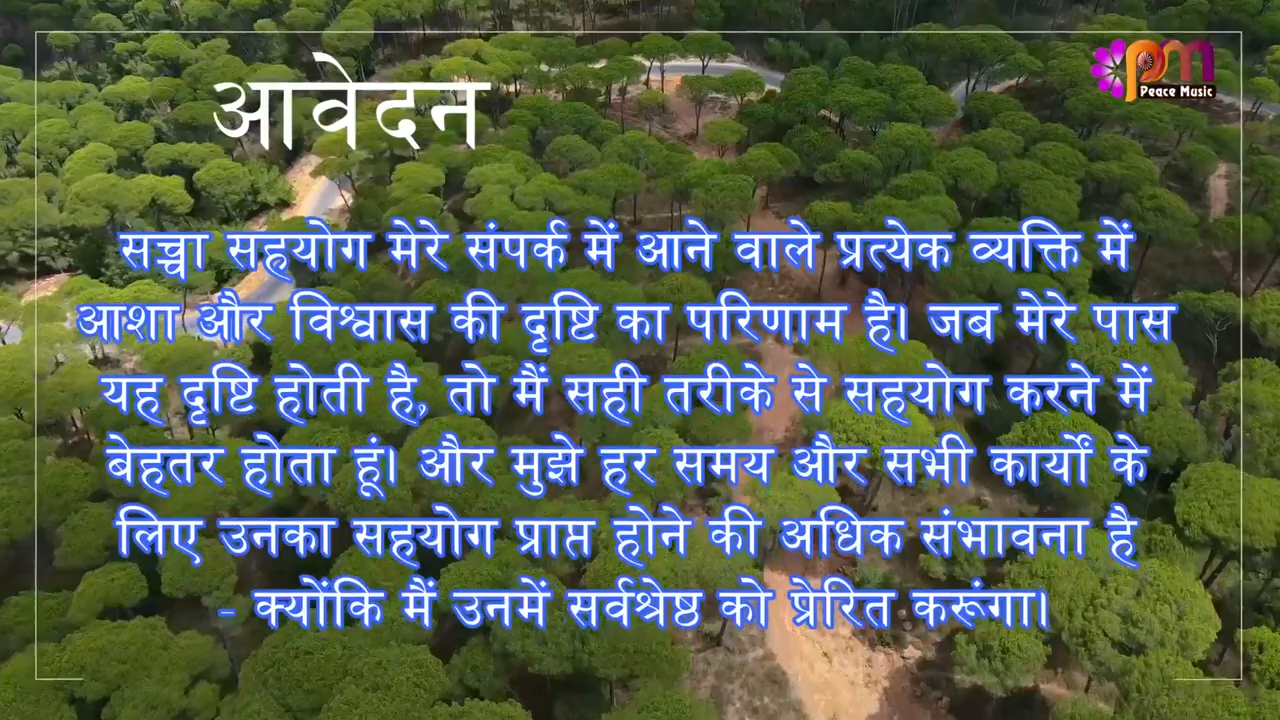 आवेदन
Peace Music
सच्चा सहयोग मेरे संपर्क में आने वाले प्रत्येक व्यक्ति में
आशा और विश्वास की दृष्टि का परिणाम है। जब मेरे पास
यह दृष्टि होती है, तो मैं सही तरीके से सहयोग करने में
बेहतर होता हूं। और मुझे हर समय और सभी कार्यों के
लिए उनका सहयोग प्राप्त होने की अधिक संभावना है
- क्योंकि मैं उनमें सर्वश्रेष्ठ को प्रेरित करूंगा।